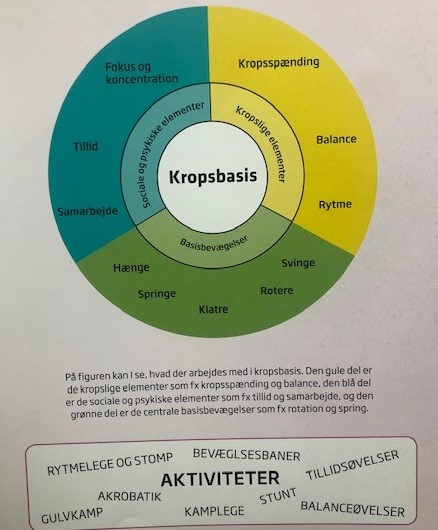 Fokus og
koncentration
Tillid
Samarbejde
Kropsspænding
Balance
Rytme
Sociale og psykiske elementer
Kropslige elementer
Kropsbasis
Basisbevægelser
Hænge
Springe
Klatre
Rotere
Svinge
På figuren kan I se, hvad der arbejdes med i kropsbasis. Den gule del er
de kropslige elementer som fx kropsspænding og balance, den blå del
er de sociale og psykiske elementer som fx tillid og samarbejde, og den
grønne del er de centrale basisbevægelser som fx rotation og spring.
RYTMELEGE OG STOMP
BEVÆGLSESBANER
TILLIDSØVELSER
AKTIVITETER
AKROBATIK
STUNT
GULVKAMP
KAMPLEGE
BALANCEØVELSER